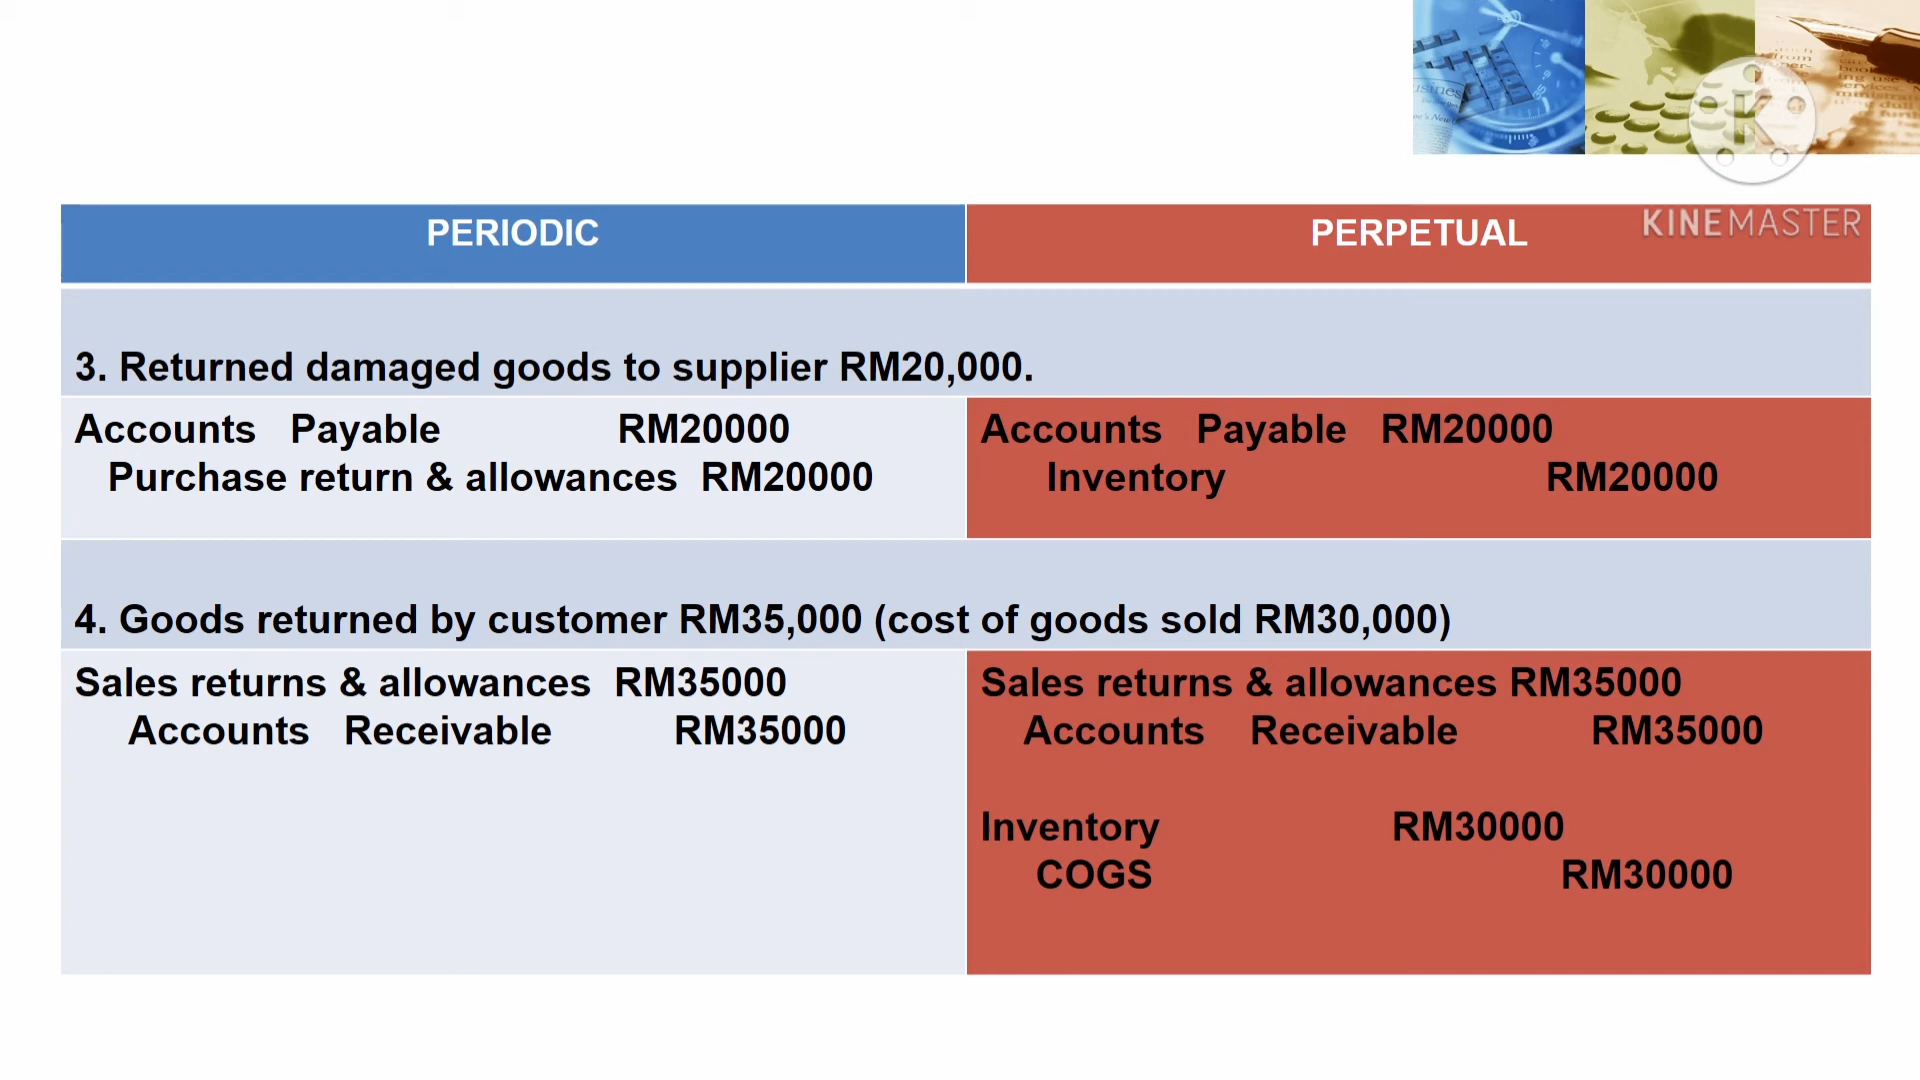 PERIODIC
PERPETUAL
KINEMASTER
3. Returned damaged goods to supplier RM20,000.
Accounts Payable RM20000
Purchase return & allowances RM20000
Accounts Payable RM20000
Inventory RM20000
4. Goods returned by customer RM35,000 (cost of goods sold RM30,000)
Sales returns & allowances RM35000
Accounts Receivable RM35000
Sales returns & allowances RM35000
Accounts Receivable RM35000
Inventory RM30000
COGS RM30000